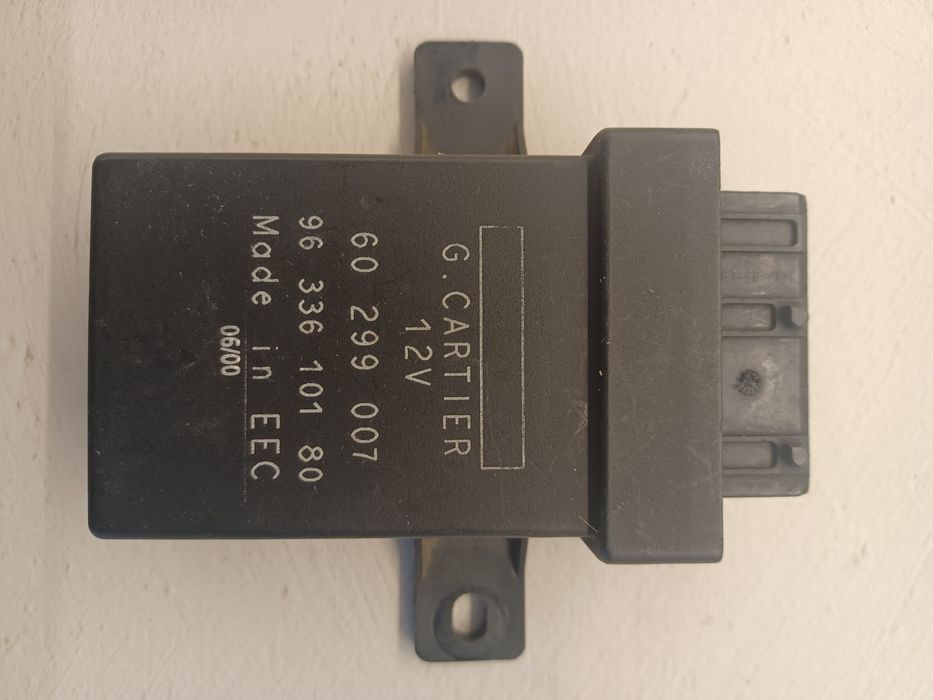 G.CARTIER
12V
60 299 007
96 336 101 80
Made in EEC
06/00